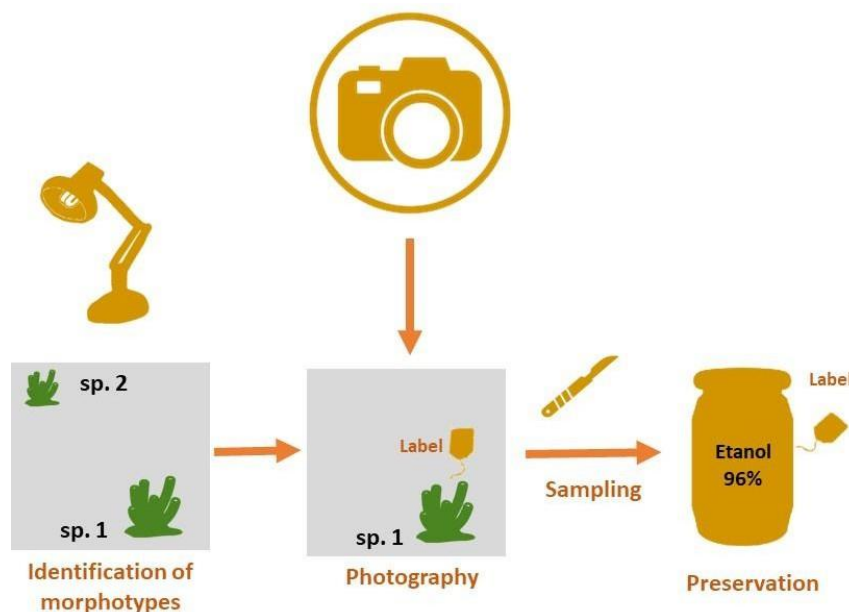 sp. 2
sp. 1
Identification of
morphotypes
Label
sp. 1
Photography
Sampling
Label
Etanol
96%
Preservation